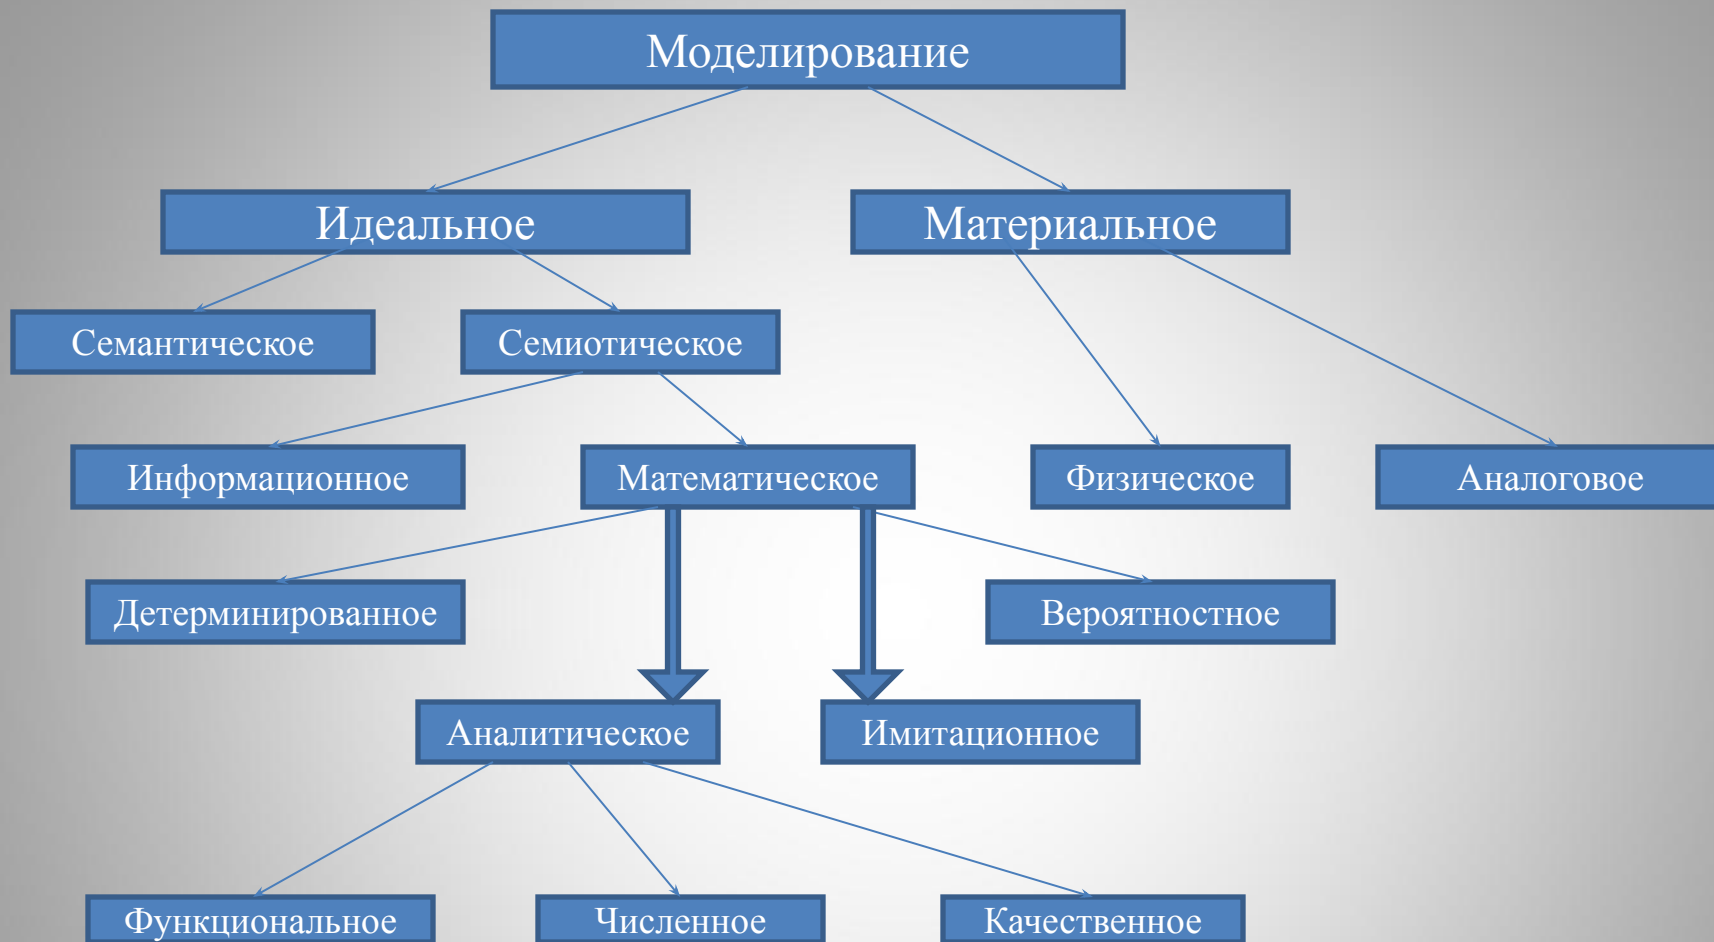 Моделирование
Идеальное
Материальное
Семантическое
Семиотическое
Информационное
Математическое
Физическое
Аналоговое
Детерминированное
Вероятностное
Аналитическое
Имитационное
Функциональное
Численное
Качественное